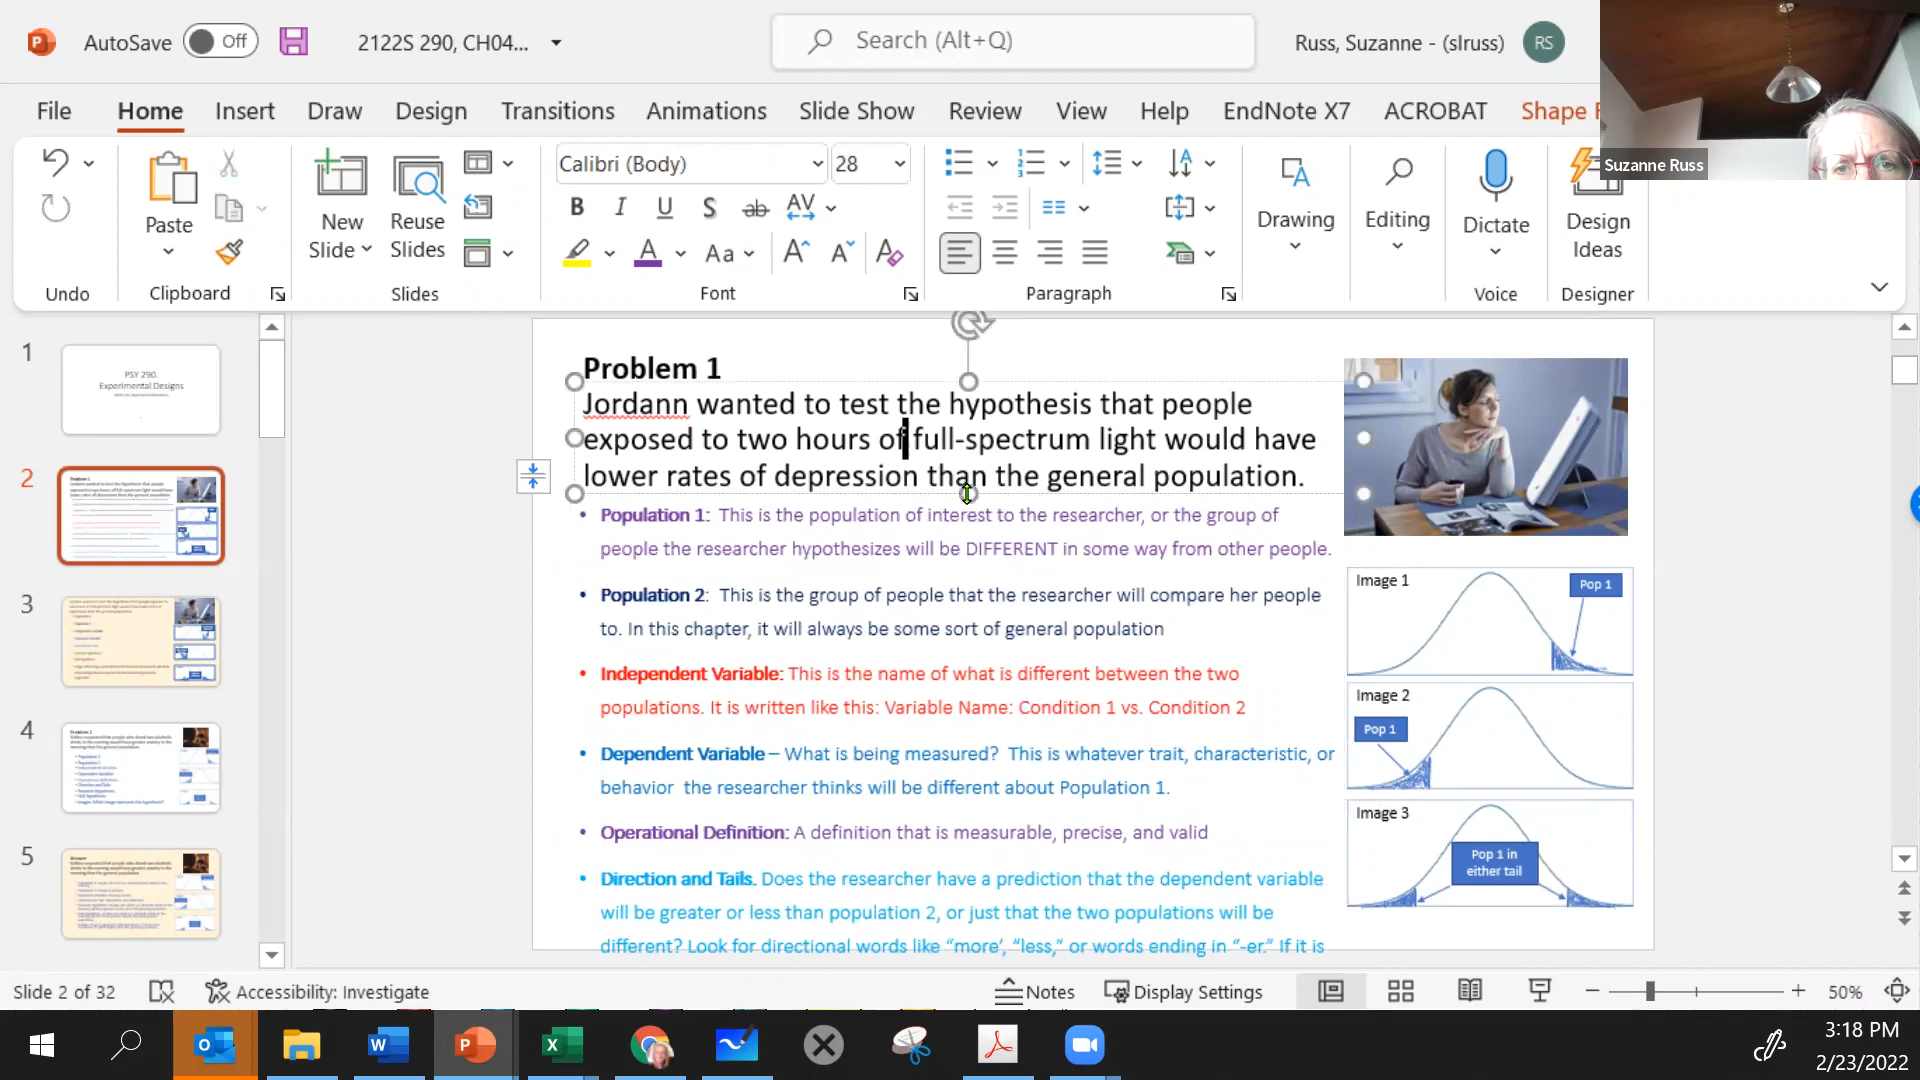 AutoSave Off 2122S 290, CH04... Search (Alt+Q) Russ, Suzanne - (slruss) RS
File Home Insert Draw Design Transitions Animations Slide Show Review View Help EndNote X7 ACROBAT Shape F
Suzanne Russ
Calibri (Body) 28
Paste New Slide Reuse Slides Drawing Editing Dictate Design Ideas
Undo Clipboard Slides Font Paragraph Voice Designer
1
PSY 290.
Experimental Designs
2
3
4
5
Problem 1
Jordann wanted to test the hypothesis that people
exposed to two hours of full-spectrum light would have
lower rates of depression than the general population.
• Population 1: This is the population of interest to the researcher, or the group of
people the researcher hypothesizes will be DIFFERENT in some way from other people.
• Population 2: This is the group of people that the researcher will compare her people
to. In this chapter, it will always be some sort of general population
• Independent Variable: This is the name of what is different between the two
populations. It is written like this: Variable Name: Condition 1 vs. Condition 2
• Dependent Variable – What is being measured? This is whatever trait, characteristic, or
behavior the researcher thinks will be different about Population 1.
• Operational Definition: A definition that is measurable, precise, and valid
• Direction and Tails. Does the researcher have a prediction that the dependent variable
will be greater or less than population 2, or just that the two populations will be
different? Look for directional words like “more’, “less,” or words ending in “-er.” If it is
Image 1
Pop 1
Image 2
Pop 1
Image 3
Pop 1 in
either tail
Slide 2 of 32 Accessibility: Investigate Notes Display Settings 50%
3:18 PM
2/23/2022